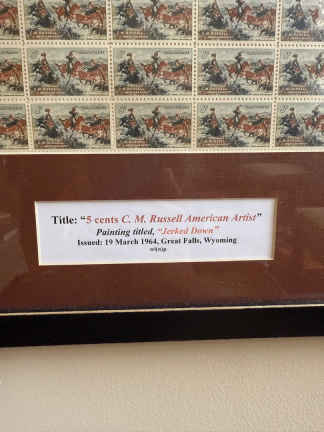 Title: “5 cents C. M. Russell American Artist”
Painting titled, “Jerked Down”
Issued: 19 March 1964, Great Falls, Wyoming